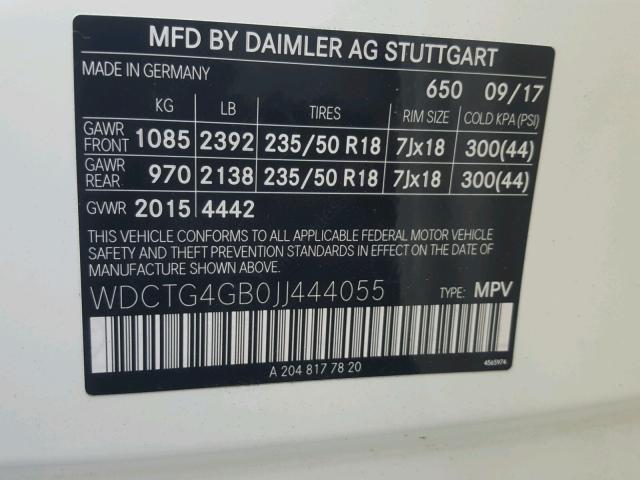 MFD BY DAIMLER AG STUTTGART
MADE IN GERMANY 650 09/17
KG LB TIRES RIM SIZE COLD KPA (PSI)
GAWR FRONT 1085 2392 235/50 R18 7Jx18 300(44)
GAWR REAR 970 2138 235/50 R18 7Jx18 300(44)
GVWR 2015 4442
THIS VEHICLE CONFORMS TO ALL APPLICABLE FEDERAL MOTOR VEHICLE
SAFETY AND THEFT PREVENTION STANDARDS IN EFFECT ON THE DATE OF
MANUFACTURE SHOWN ABOVE.
WDCTG4GB0JJ444055 TYPE: MPV
A 204 817 78 20 4565974